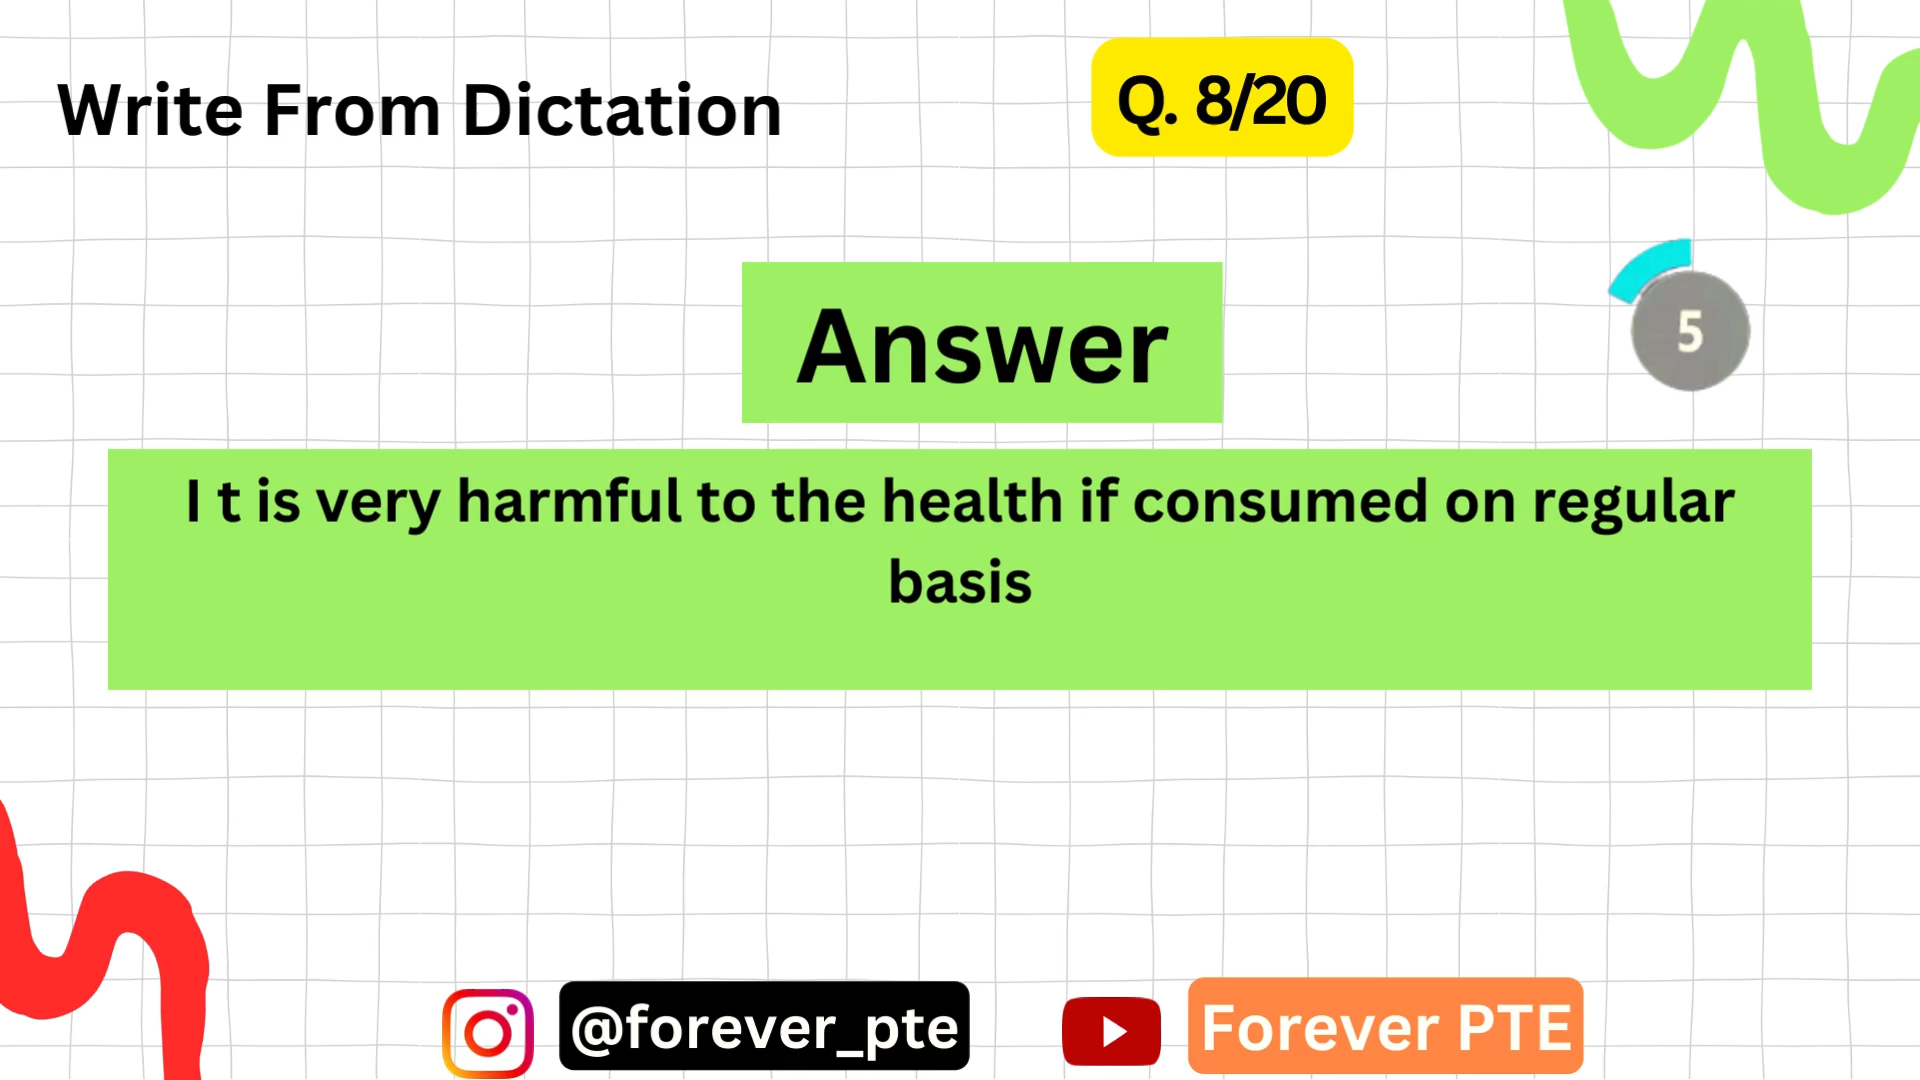 Write From Dictation
Q. 8/20
Answer
5
I t is very harmful to the health if consumed on regular
basis
@forever_pte
Forever PTE